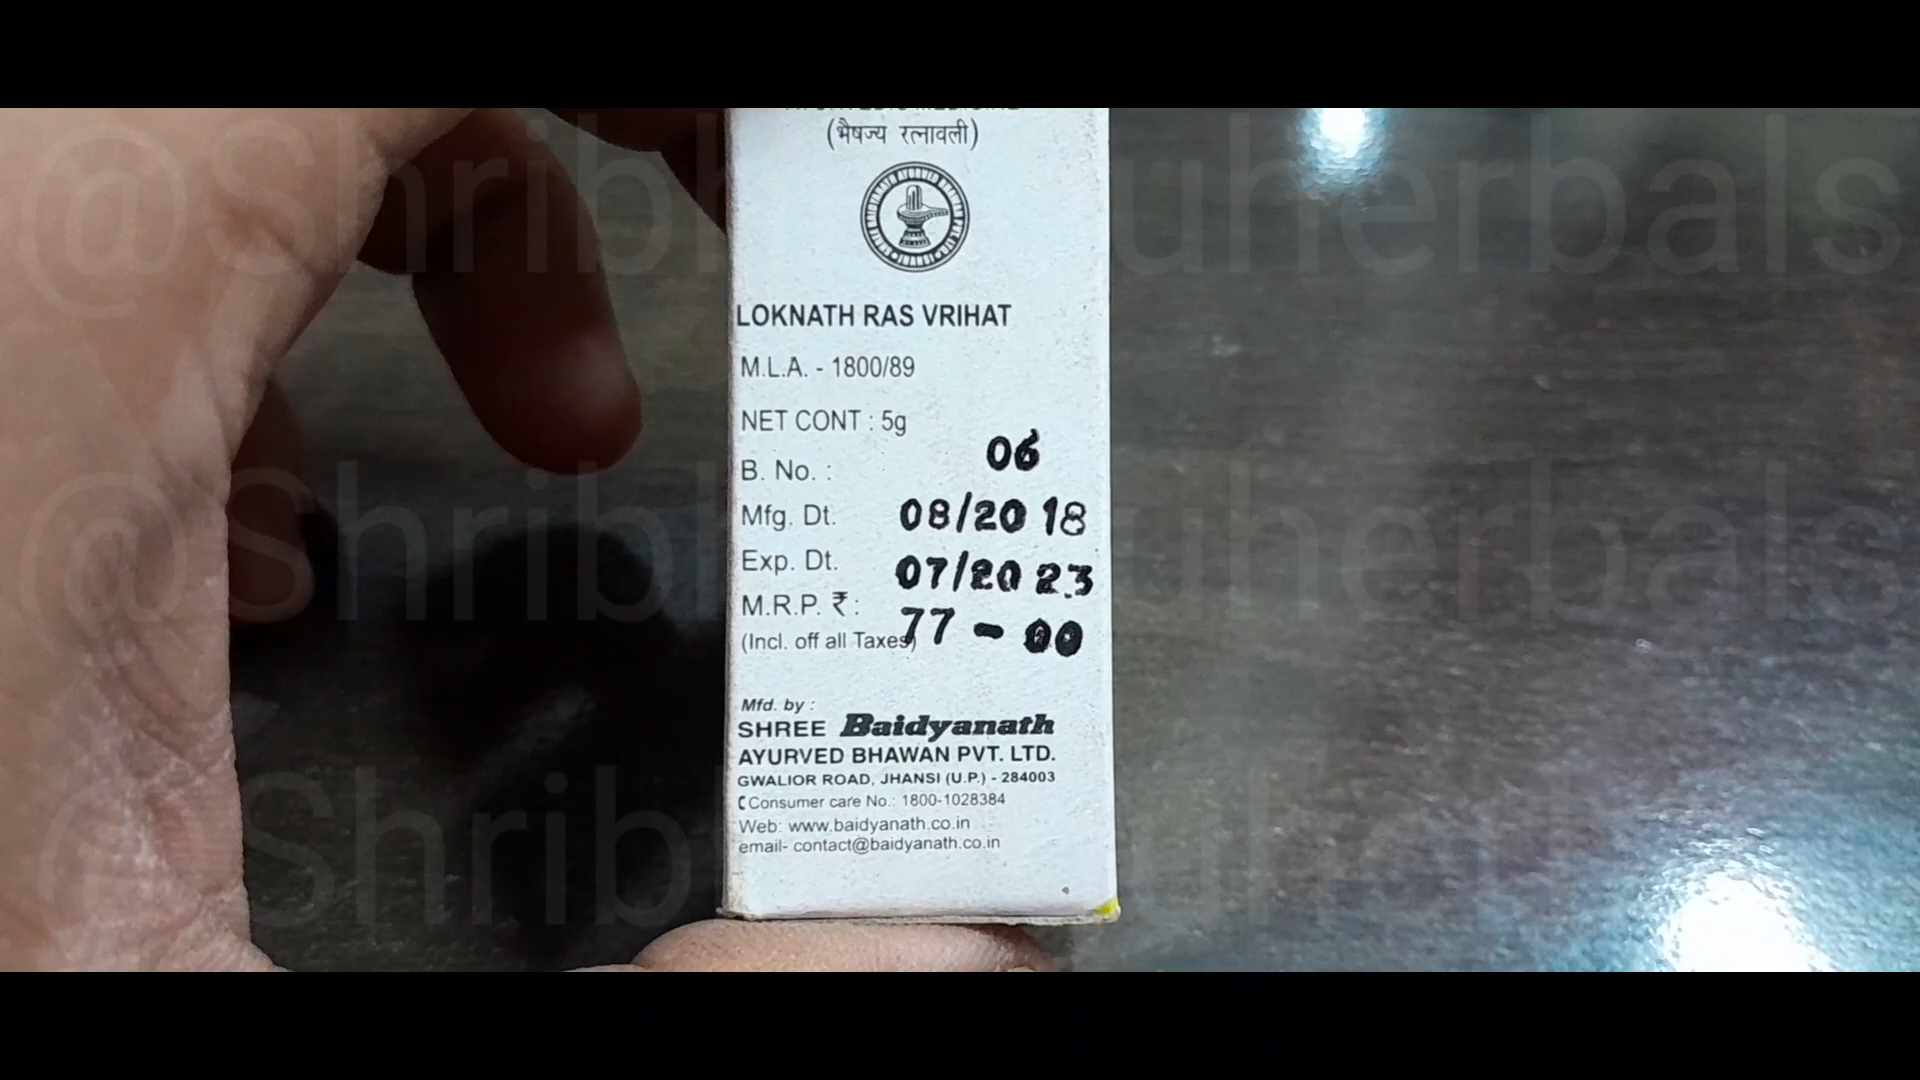 (भैषज्य रत्नावली)
LOKNATH RAS VRIHAT
M.L.A. - 1800/89
NET CONT : 5g
B. No. : 06
Mfg. Dt. 08/20 18
Exp. Dt. 07/20 23
M.R.P. ₹ : 77 - 00
(Incl. off all Taxes)
Mfd. by :
SHREE Baidyanath
AYURVED BHAWAN PVT. LTD.
GWALIOR ROAD, JHANSI (U.P.) - 284003
Consumer care No.: 1800-1028384
Web: www.baidyanath.co.in
email- contact@baidyanath.co.in